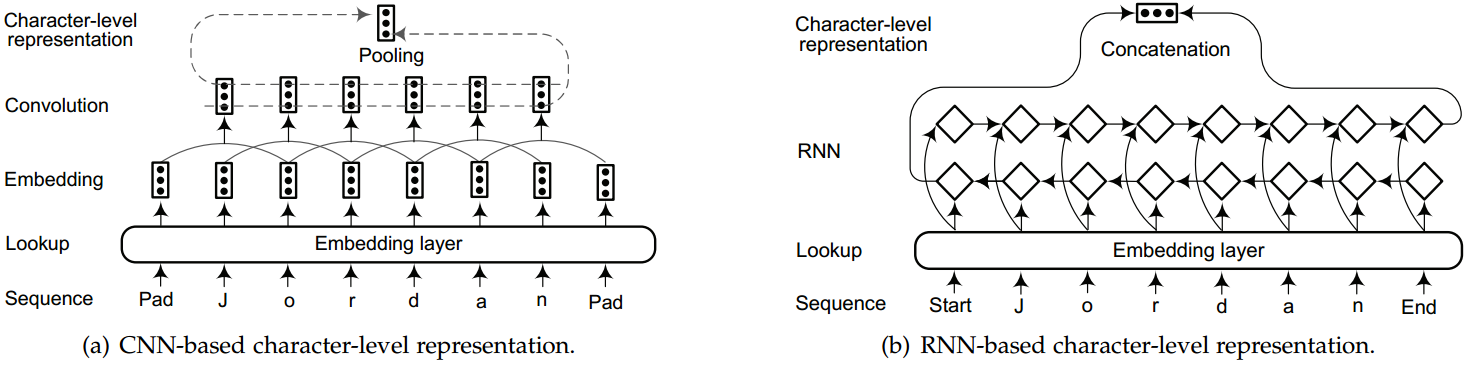 Character-level
representation
Pooling
Convolution
Embedding
Lookup
Embedding layer
Sequence Pad J o r d a n Pad
(a) CNN-based character-level representation.
Character-level
representation
Concatenation
RNN
Lookup
Embedding layer
Sequence Start J o r d a n End
(b) RNN-based character-level representation.